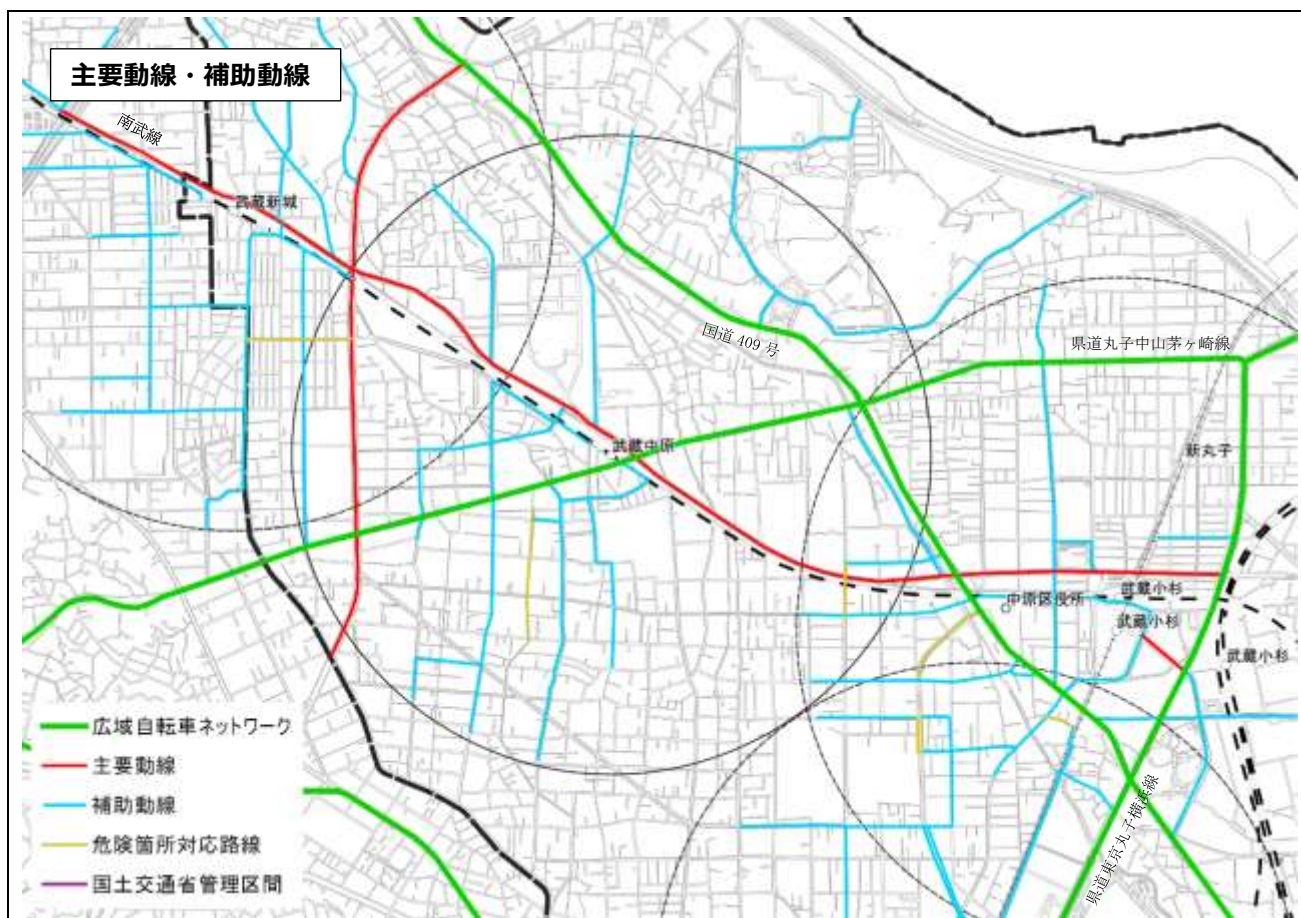 主要動線・補助動線
南武線
武蔵新城
国道 409 号
県道丸子中山茅ヶ崎線
武蔵中原
新丸子
武蔵小杉
中原区役所
武蔵小杉
武蔵小杉
県道東京丸子横浜線
広域自転車ネットワーク
主要動線
補助動線
危険箇所対応路線
国土交通省管理区間